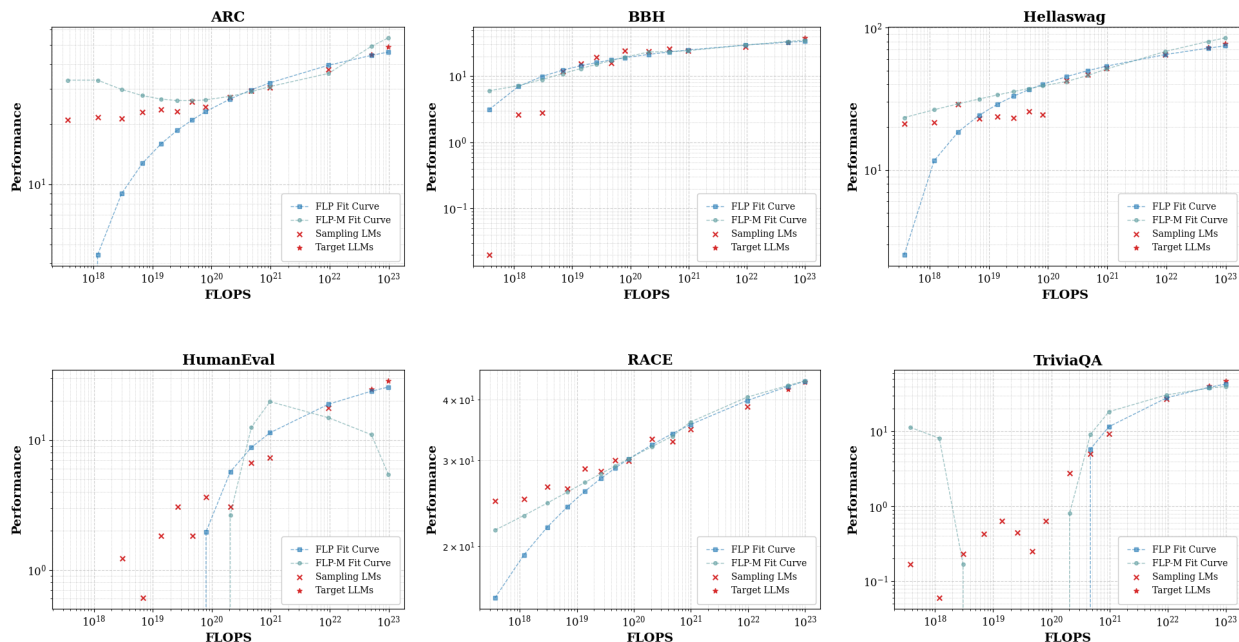 ARC
Performance
10¹
10¹⁸ 10¹⁹ 10²⁰ 10²¹ 10²² 10²³
FLOPS
FLP Fit Curve
FLP-M Fit Curve
Sampling LMs
Target LLMs
BBH
Performance
10¹
10⁰
10⁻¹
10¹⁸ 10¹⁹ 10²⁰ 10²¹ 10²² 10²³
FLOPS
FLP Fit Curve
FLP-M Fit Curve
Sampling LMs
Target LLMs
Hellaswag
Performance
10²
10¹
10¹⁸ 10¹⁹ 10²⁰ 10²¹ 10²² 10²³
FLOPS
FLP Fit Curve
FLP-M Fit Curve
Sampling LMs
Target LLMs
HumanEval
Performance
10¹
10⁰
10¹⁸ 10¹⁹ 10²⁰ 10²¹ 10²² 10²³
FLOPS
FLP Fit Curve
FLP-M Fit Curve
Sampling LMs
Target LLMs
RACE
Performance
4 × 10¹
3 × 10¹
2 × 10¹
10¹⁸ 10¹⁹ 10²⁰ 10²¹ 10²² 10²³
FLOPS
FLP Fit Curve
FLP-M Fit Curve
Sampling LMs
Target LLMs
TriviaQA
Performance
10¹
10⁰
10⁻¹
10¹⁸ 10¹⁹ 10²⁰ 10²¹ 10²² 10²³
FLOPS
FLP Fit Curve
FLP-M Fit Curve
Sampling LMs
Target LLMs